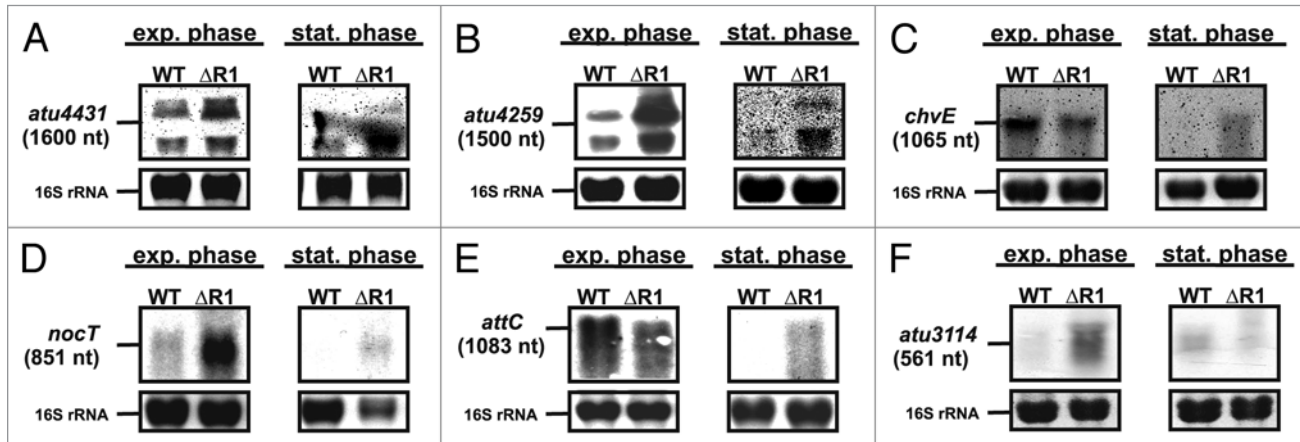 A
exp. phase stat. phase
WT ΔR1 WT ΔR1
atu4431
(1600 nt)
16S rRNA
B
exp. phase stat. phase
WT ΔR1 WT ΔR1
atu4259
(1500 nt)
16S rRNA
C
exp. phase stat. phase
WT ΔR1 WT ΔR1
chvE
(1065 nt)
16S rRNA
D
exp. phase stat. phase
WT ΔR1 WT ΔR1
nocT
(851 nt)
16S rRNA
E
exp. phase stat. phase
WT ΔR1 WT ΔR1
attC
(1083 nt)
16S rRNA
F
exp. phase stat. phase
WT ΔR1 WT ΔR1
atu3114
(561 nt)
16S rRNA